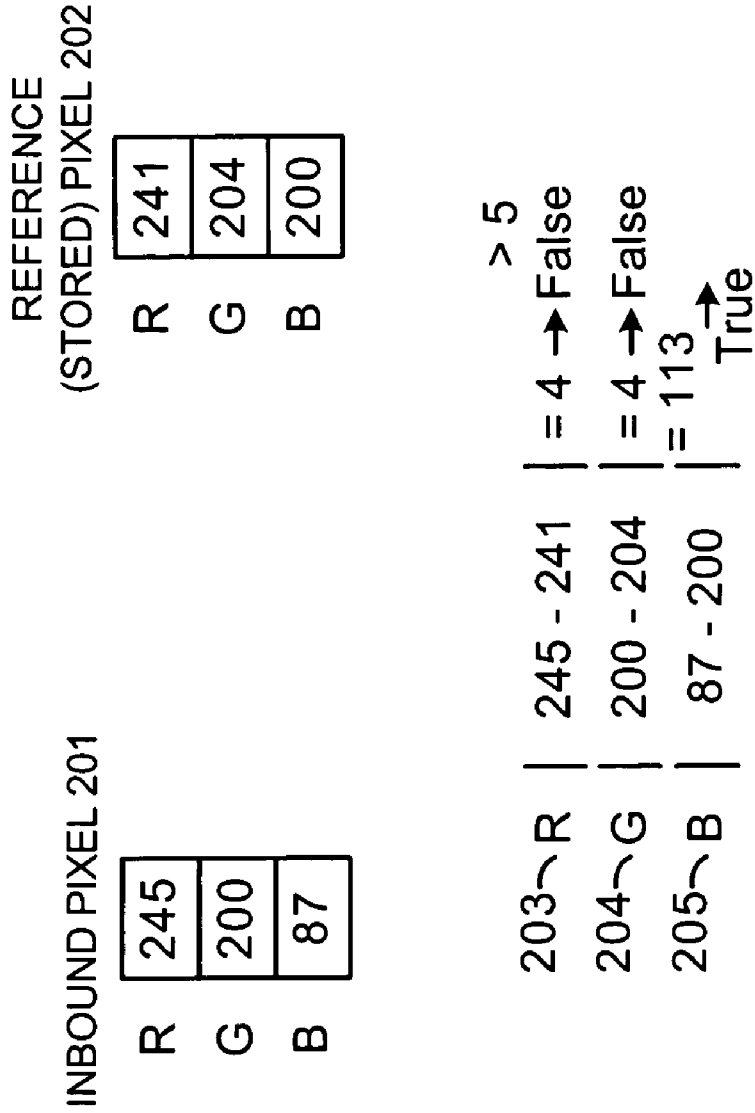 INBOUND PIXEL 201
R 245
G 200
B 87
REFERENCE
(STORED) PIXEL 202
R 241
G 204
B 200
> 5
203 R | 245 - 241 | = 4 → False
204 G | 200 - 204 | = 4 → False
205 B | 87 - 200 | = 113 → True